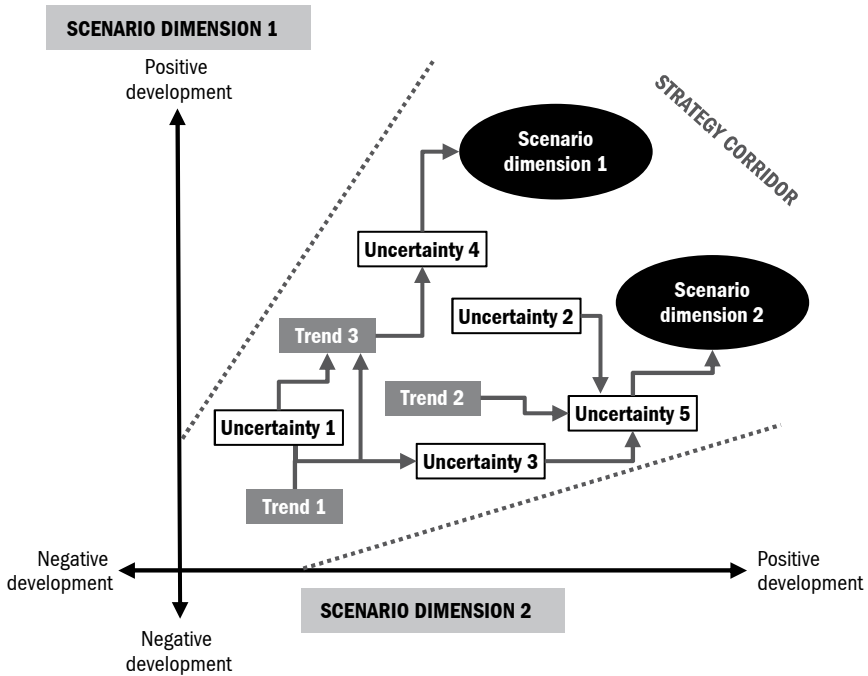 SCENARIO DIMENSION 1
Positive
development
STRATEGY CORRIDOR
Scenario
dimension 1
Uncertainty 4
Scenario
dimension 2
Uncertainty 2
Trend 3
Trend 2
Uncertainty 5
Uncertainty 1
Uncertainty 3
Trend 1
Negative
development
Positive
development
SCENARIO DIMENSION 2
Negative
development